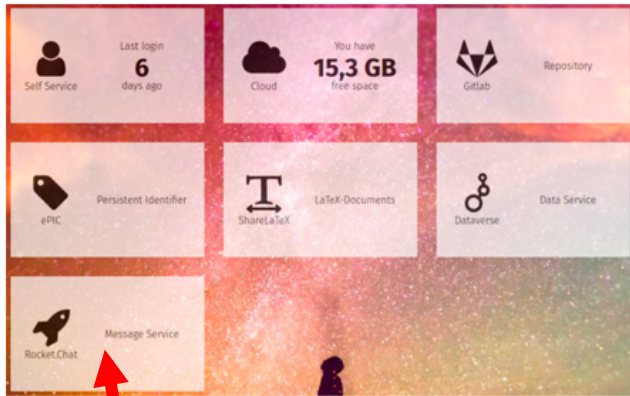 Last login
6
days ago
Self Service
You have
15,3 GB
free space
Cloud
Repository
Gitlab
Persistent Identifier
ePIC
LaTeX-Documents
ShareLaTeX
Data Service
Dataverse
Message Service
Rocket.Chat